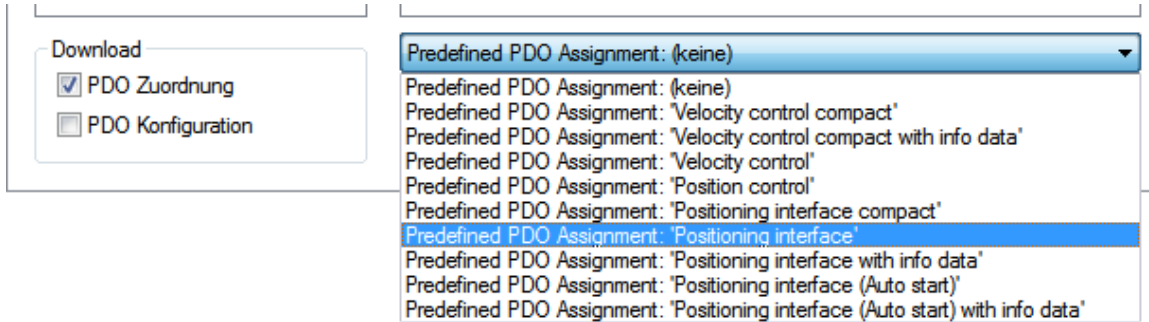 Download
PDO Zuordnung
PDO Konfiguration
Predefined PDO Assignment: (keine)
Predefined PDO Assignment: (keine)
Predefined PDO Assignment: 'Velocity control compact'
Predefined PDO Assignment: 'Velocity control compact with info data'
Predefined PDO Assignment: 'Velocity control'
Predefined PDO Assignment: 'Position control'
Predefined PDO Assignment: 'Positioning interface compact'
Predefined PDO Assignment: 'Positioning interface'
Predefined PDO Assignment: 'Positioning interface with info data'
Predefined PDO Assignment: 'Positioning interface (Auto start)'
Predefined PDO Assignment: 'Positioning interface (Auto start) with info data'